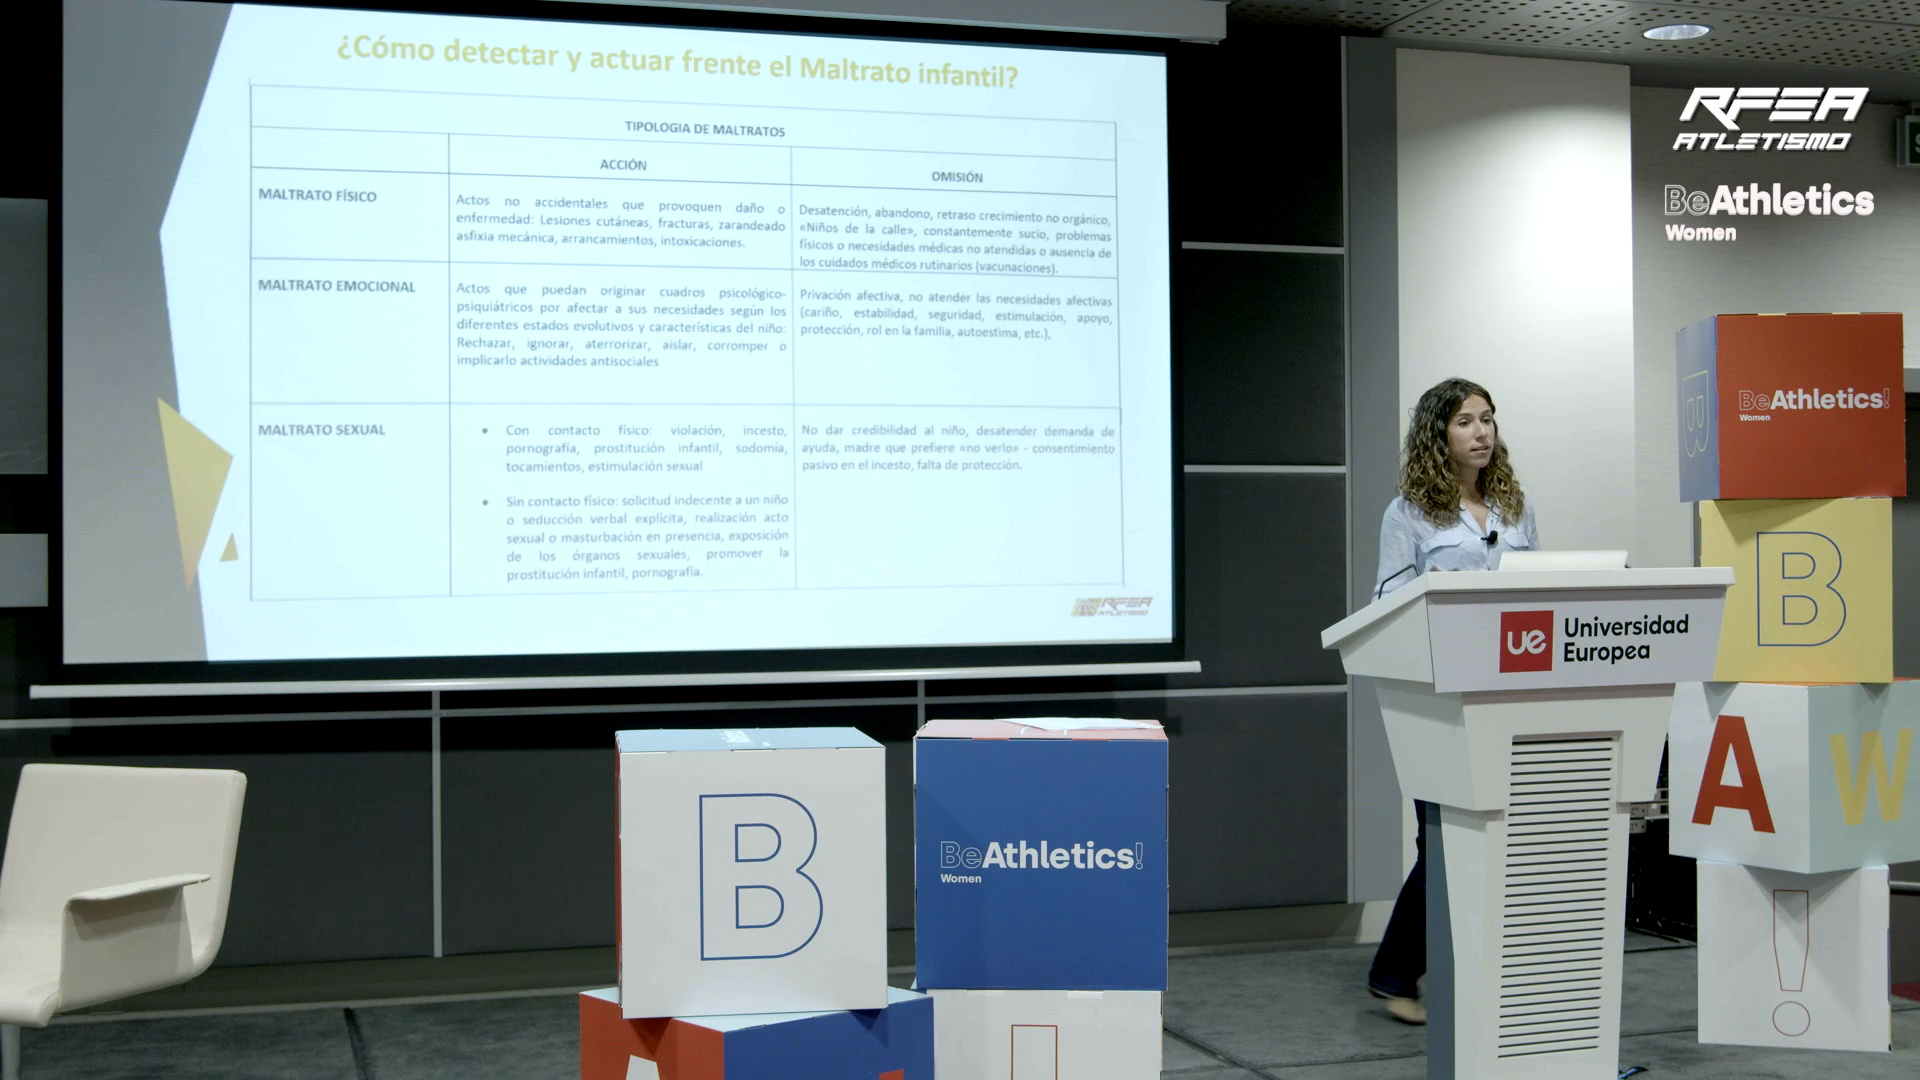 ¿Cómo detectar y actuar frente el Maltrato infantil?
TIPOLOGIA DE MALTRATOS
ACCIÓN
OMISIÓN
MALTRATO FÍSICO
Actos no accidentales que provoquen daño o
enfermedad: Lesiones cutáneas, fracturas, zarandeado
asfixia mecánica, arrancamientos, intoxicaciones.
Desatención, abandono, retraso crecimiento no orgánico,
«Niños de la calle», constantemente sucio, problemas
físicos o necesidades médicas no atendidas o ausencia de
los cuidados médicos rutinarios (vacunaciones).
MALTRATO EMOCIONAL
Actos que puedan originar cuadros psicológico-
psiquiátricos por afectar a sus necesidades según los
diferentes estados evolutivos y características del niño:
Rechazar, ignorar, aterrorizar, aislar, corromper o
implicarlo actividades antisociales
Privación afectiva, no atender las necesidades afectivas
(cariño, estabilidad, seguridad, estimulación, apoyo,
protección, rol en la familia, autoestima, etc.),
MALTRATO SEXUAL
• Con contacto físico: violación, incesto,
pornografía, prostitución infantil, sodomía,
tocamientos, estimulación sexual
• Sin contacto físico: solicitud indecente a un niño
o seducción verbal explícita, realización acto
sexual o masturbación en presencia, exposición
de los órganos sexuales, promover la
prostitución infantil, pornografía.
No dar credibilidad al niño, desatender demanda de
ayuda, madre que prefiere «no verlo» - consentimiento
pasivo en el incesto, falta de protección.
RFEA
ATLETISMO
RFEA
ATLETISMO
BeAthletics
Women
B
BeAthletics!
Women
B
A
W
!
ue
Universidad
Europea
B
BeAthletics!
Women
A